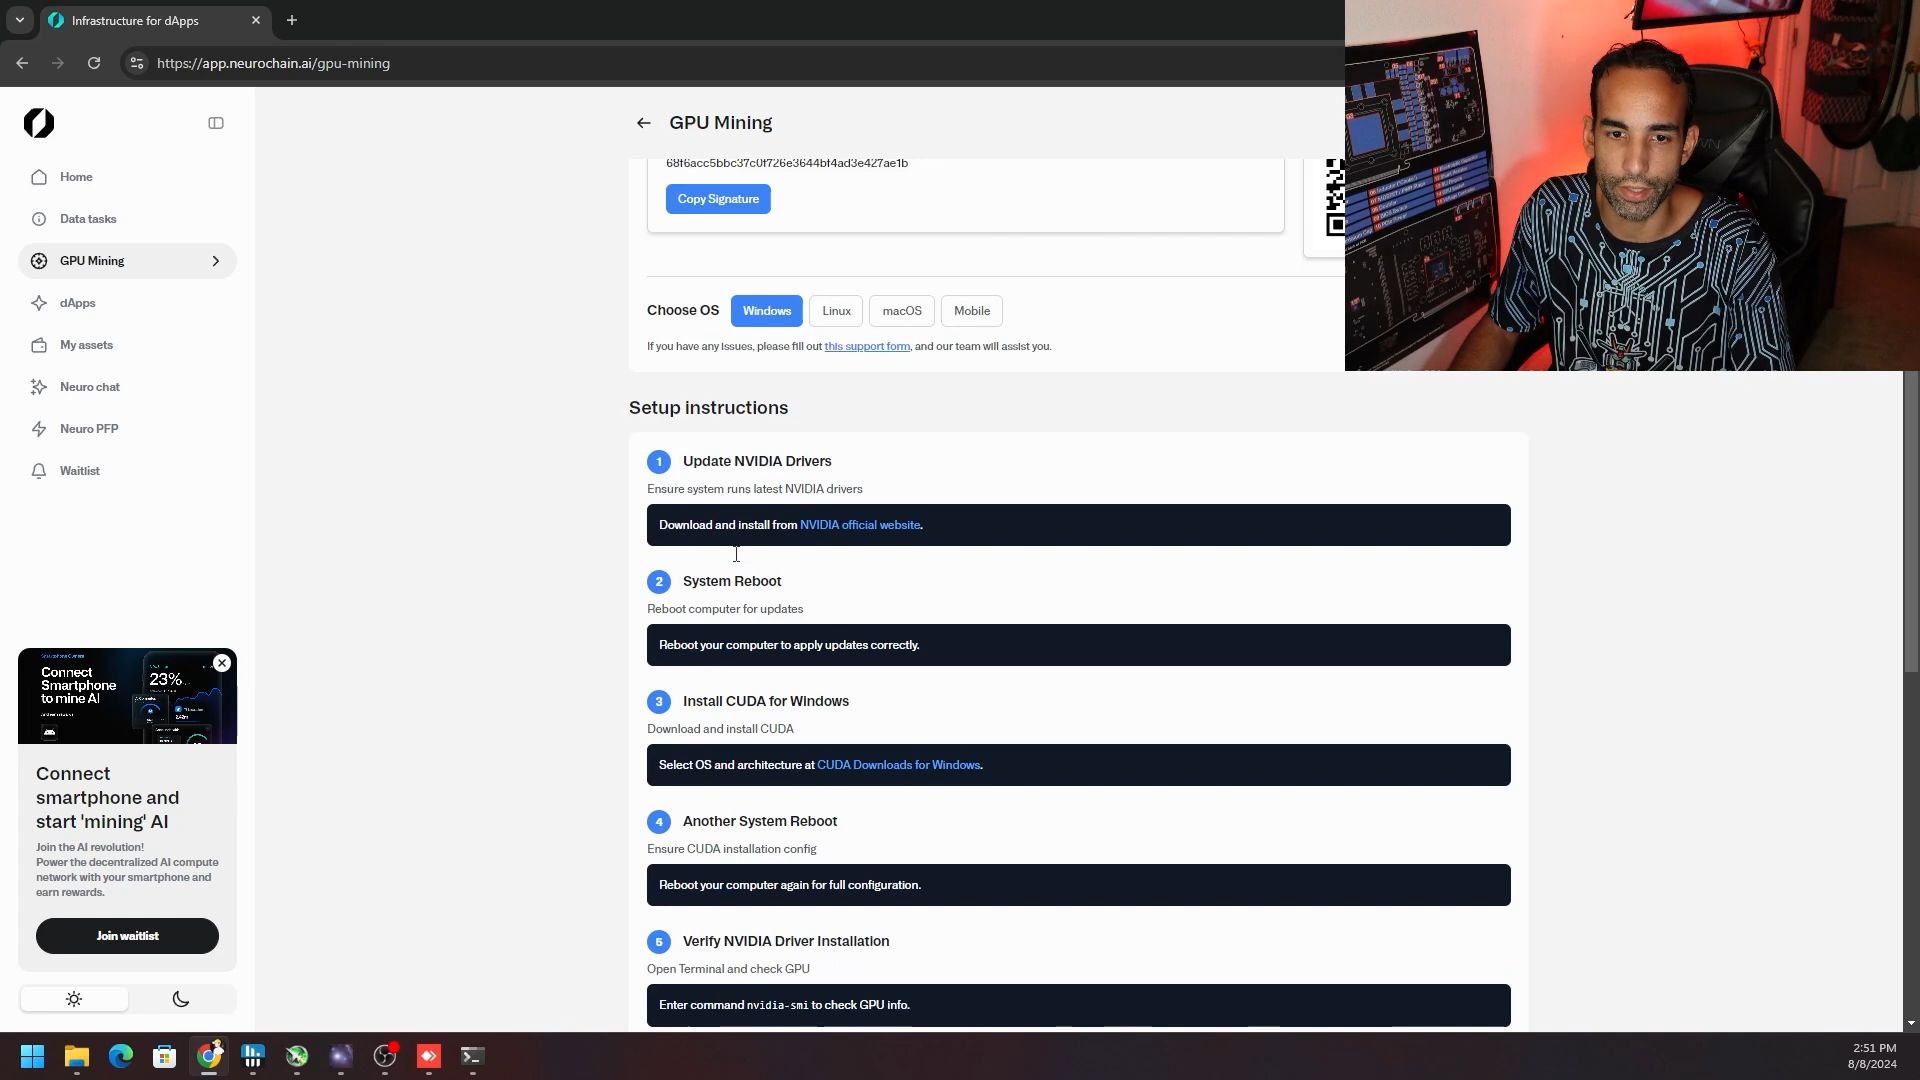 Infrastructure for dApps
https://app.neurochain.ai/gpu-mining
GPU Mining
Home
Data tasks
GPU Mining
dApps
My assets
Neuro chat
Neuro PFP
Waitlist
68f6acc5bbc37c0f726e3644bf4ad3e427ae1b
Copy Signature
Choose OS
Windows
Linux
macOS
Mobile
If you have any issues, please fill out this support form, and our team will assist you.
Setup instructions
1 Update NVIDIA Drivers
Ensure system runs latest NVIDIA drivers
Download and install from NVIDIA official website.
2 System Reboot
Reboot computer for updates
Reboot your computer to apply updates correctly.
3 Install CUDA for Windows
Download and install CUDA
Select OS and architecture at CUDA Downloads for Windows.
4 Another System Reboot
Ensure CUDA installation config
Reboot your computer again for full configuration.
5 Verify NVIDIA Driver Installation
Open Terminal and check GPU
Enter command nvidia-smi to check GPU info.
Connect
Smartphone
to mine AI
23%
Connect
smartphone and
start 'mining' AI
Join the AI revolution!
Power the decentralized AI compute
network with your smartphone and
earn rewards.
Join waitlist
2:51 PM
8/8/2024